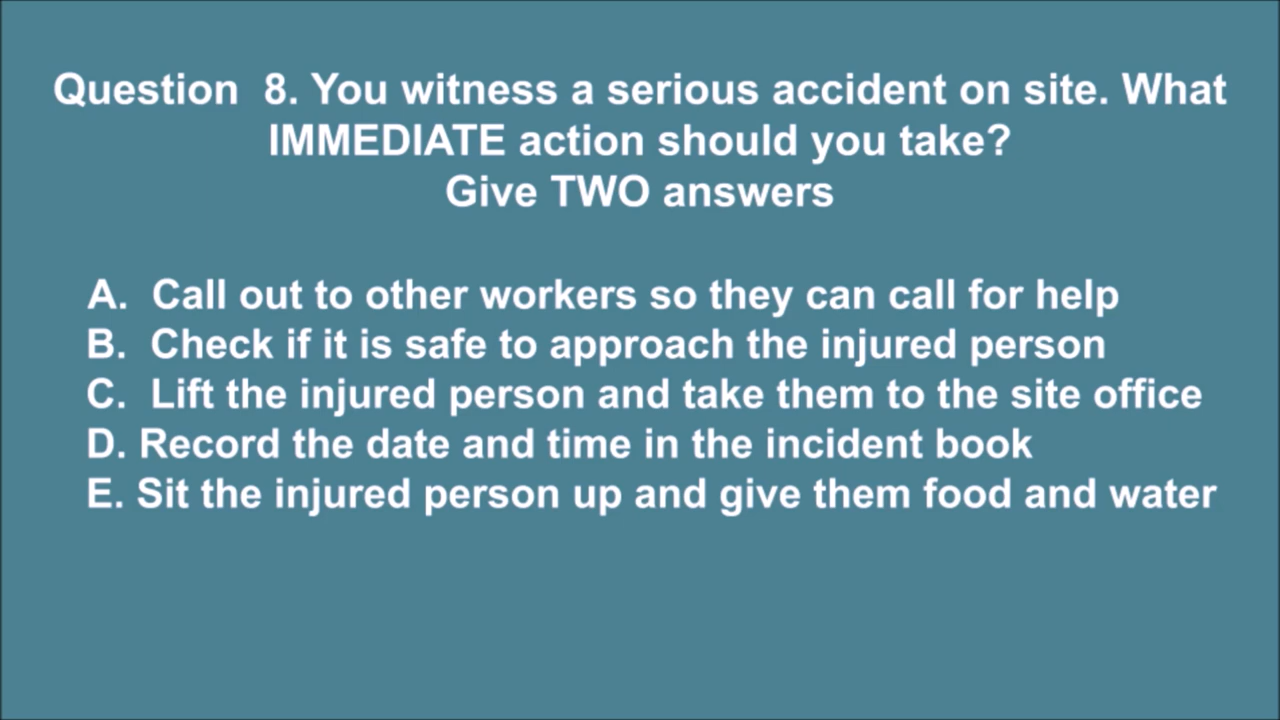 Question 8. You witness a serious accident on site. What
IMMEDIATE action should you take?
Give TWO answers
A. Call out to other workers so they can call for help
B. Check if it is safe to approach the injured person
C. Lift the injured person and take them to the site office
D. Record the date and time in the incident book
E. Sit the injured person up and give them food and water